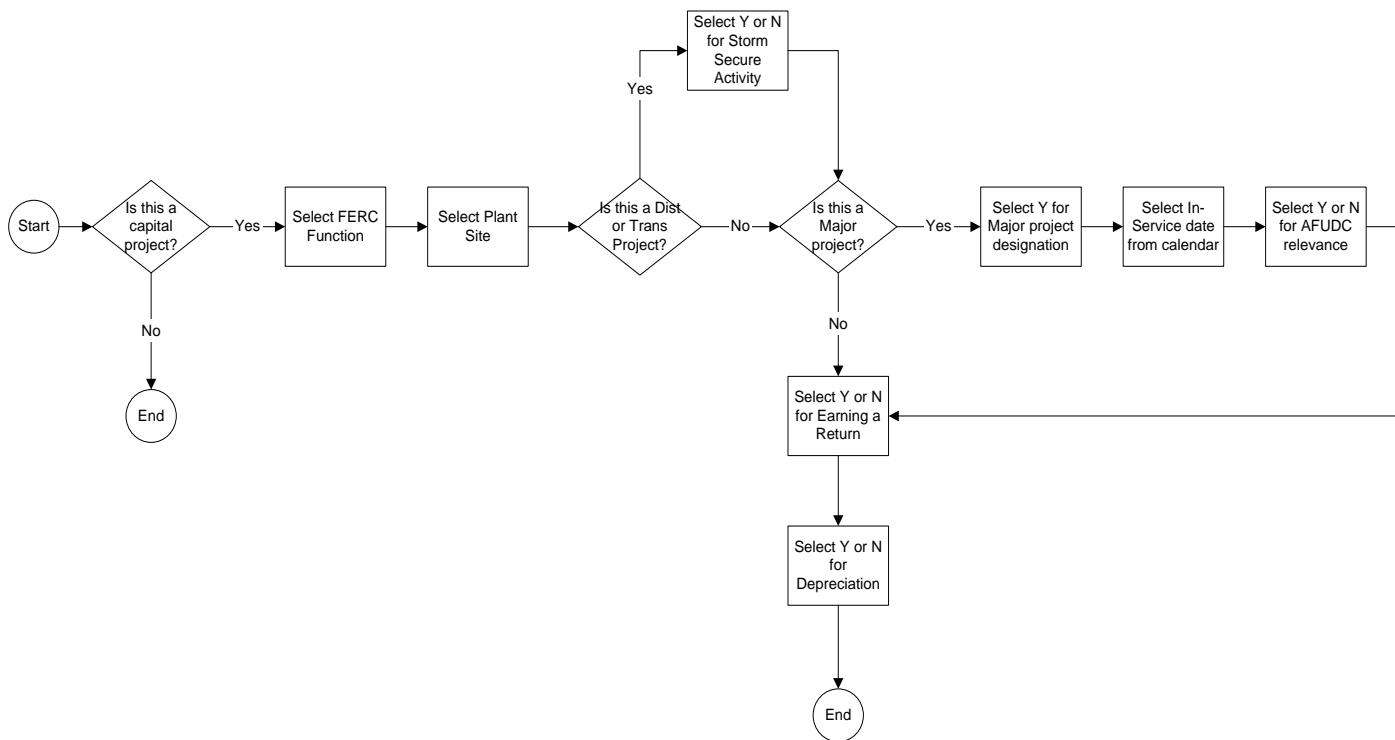 Select Y or N
for Storm
Secure
Activity
Yes
Start
Is this a
capital
project?
Yes
Select FERC
Function
Select Plant
Site
Is this a Dist
or Trans
Project?
No
Is this a
Major
project?
Yes
Select Y for
Major project
designation
Select In-
Service date
from calendar
Select Y or N
for AFUDC
relevance
No
End
No
Select Y or N
for Earning a
Return
Select Y or N
for
Depreciation
End